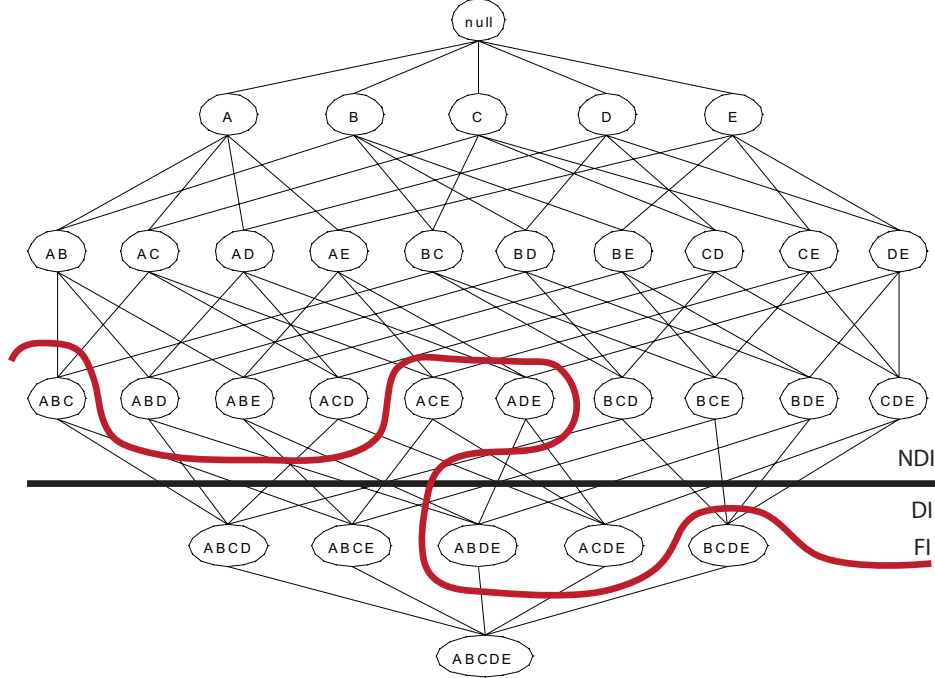 null
A B C D E
AB AC AD AE BC BD BE CD CE DE
ABC ABD ABE ACD ACE ADE BCD BCE BDE CDE
NDI
DI
ABCD ABCE ABDE ACDE BCDE FI
ABCDE